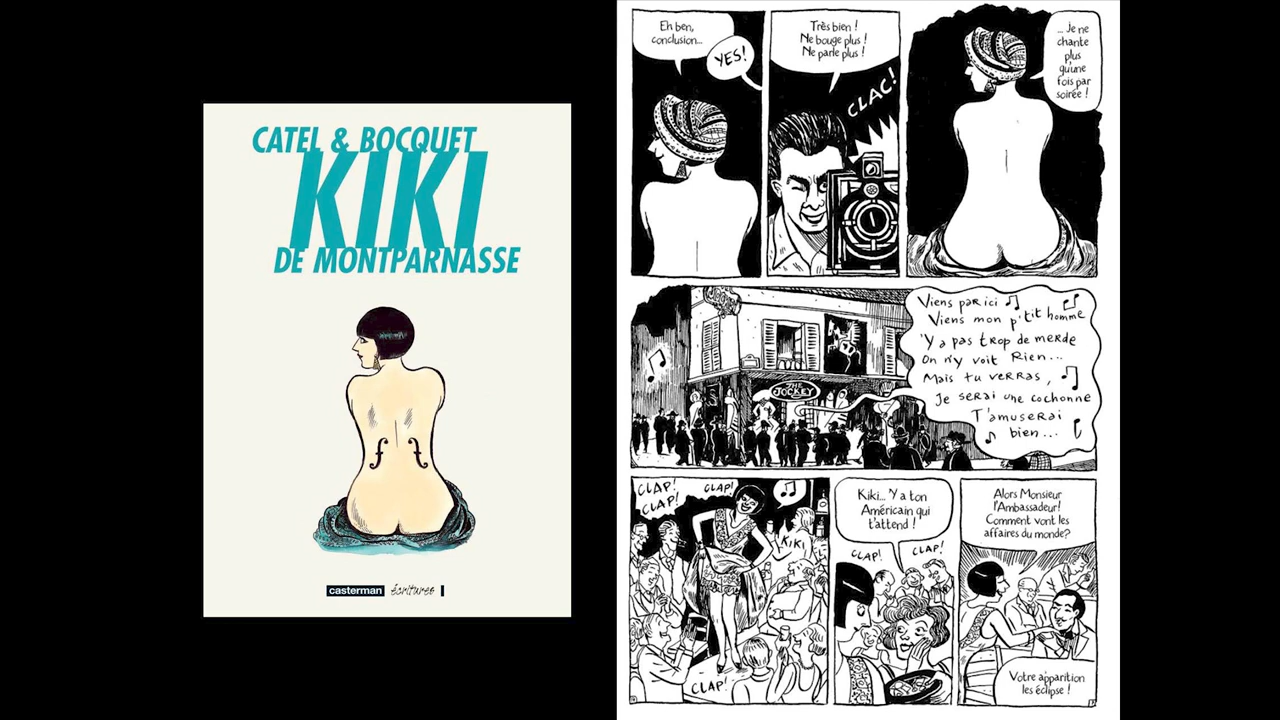 CATEL & BOCQUET
KIKI
DE MONTPARNASSE
casterman écritures
Eh ben,
conclusion...
YES!
Très bien !
Ne bouge plus !
Ne parle plus !
CLAC!
... Je ne
chante
plus
qu'une
fois par
soirée !
THE
JOCKEY
Viens par ici
Viens mon p'tit homme
'Y a pas trop de merde
On n'y voit Rien...
Mais tu verras,
Je serai une cochonne
T'amuserai
bien...
CLAP!
CLAP!
CLAP!
KIKI
CLAP!
Kiki... 'Y a ton
Américain qui
t'attend !
CLAP!
CLAP!
Alors Monsieur
l'Ambassadeur!
Comment vont les
affaires du monde?
Votre apparition
les éclipse !